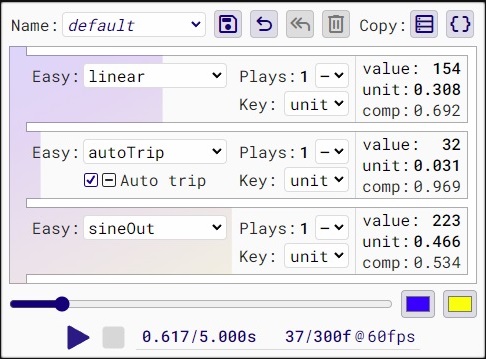 Name: default Copy: {}
Easy: linear Plays: 1 – value: 154
Key: unit unit: 0.308
comp: 0.692
Easy: autoTrip Plays: 1 – value: 32
Auto trip Key: unit unit: 0.031
comp: 0.969
Easy: sineOut Plays: 1 – value: 223
Key: unit unit: 0.466
comp: 0.534
0.617/5.000s 37/300f@60fps